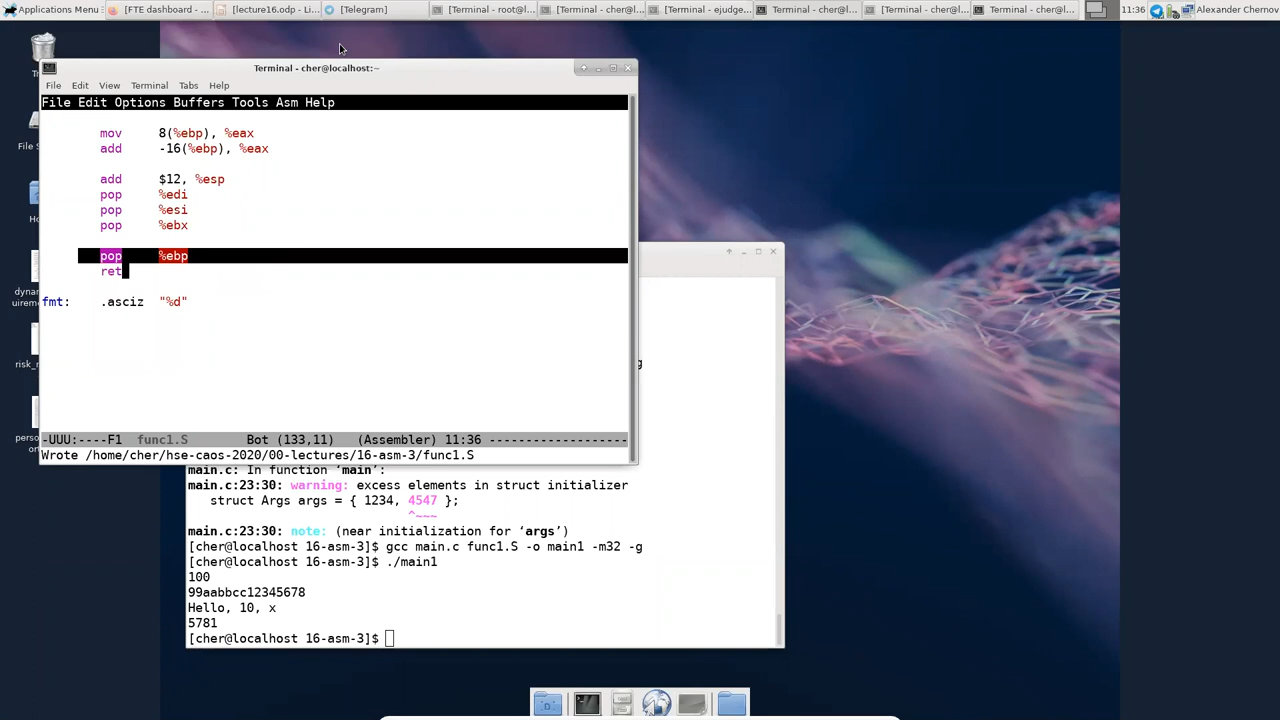 Applications Menu
[FTE dashboard - ...
[lecture16.odp - Li...
[Telegram]
[Terminal - root@l...
[Terminal - cher@l...
[Terminal - ejudge...
Terminal - cher@l...
[Terminal - cher@l...
Terminal - cher@l...
11:36
Alexander Chernov
Terminal - cher@localhost:~
File Edit View Terminal Tabs Help
File Edit Options Buffers Tools Asm Help
mov 8(%ebp), %eax
add -16(%ebp), %eax
add $12, %esp
pop %edi
pop %esi
pop %ebx
pop %ebp
ret
fmt: .asciz "%d"
-UUU:----F1 func1.S Bot (133,11) (Assembler) 11:36 -------------------
Wrote /home/cher/hse-caos-2020/00-lectures/16-asm-3/func1.S
main.c: In function ‘main’:
main.c:23:30: warning: excess elements in struct initializer
struct Args args = { 1234, 4547 };
^~~~
main.c:23:30: note: (near initialization for ‘args’)
[cher@localhost 16-asm-3]$ gcc main.c func1.S -o main1 -m32 -g
[cher@localhost 16-asm-3]$ ./main1
100
99aabbcc12345678
Hello, 10, x
5781
[cher@localhost 16-asm-3]$
File S
dynar
uireme
risk_r
perso
ort